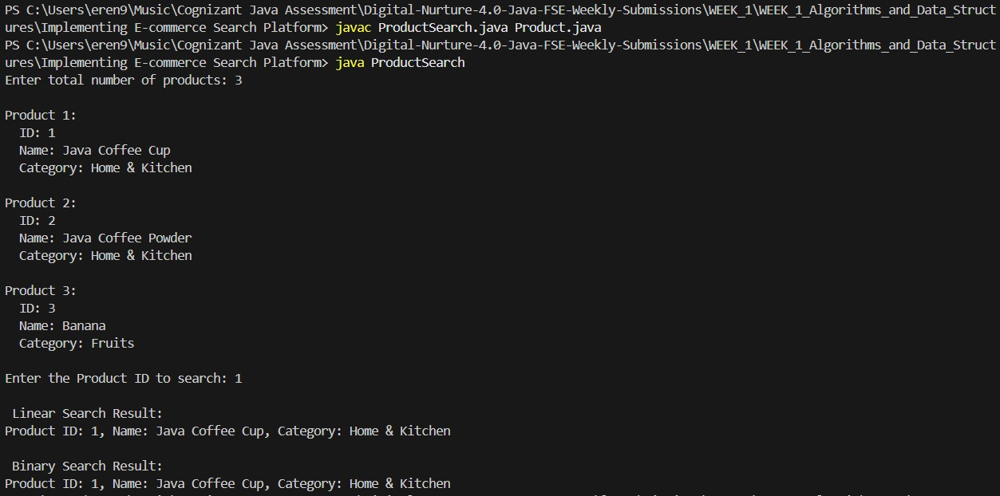 PS C:\Users\eren9\Music\Cognizant Java Assessment\Digital-Nurture-4.0-Java-FSE-Weekly-Submissions\WEEK_1\WEEK_1_Algorithms_and_Data_Struct
ures\Implementing E-commerce Search Platform> javac ProductSearch.java Product.java
PS C:\Users\eren9\Music\Cognizant Java Assessment\Digital-Nurture-4.0-Java-FSE-Weekly-Submissions\WEEK_1\WEEK_1_Algorithms_and_Data_Struct
ures\Implementing E-commerce Search Platform> java ProductSearch
Enter total number of products: 3
Product 1:
ID: 1
Name: Java Coffee Cup
Category: Home & Kitchen
Product 2:
ID: 2
Name: Java Coffee Powder
Category: Home & Kitchen
Product 3:
ID: 3
Name: Banana
Category: Fruits
Enter the Product ID to search: 1
Linear Search Result:
Product ID: 1, Name: Java Coffee Cup, Category: Home & Kitchen
Binary Search Result:
Product ID: 1, Name: Java Coffee Cup, Category: Home & Kitchen